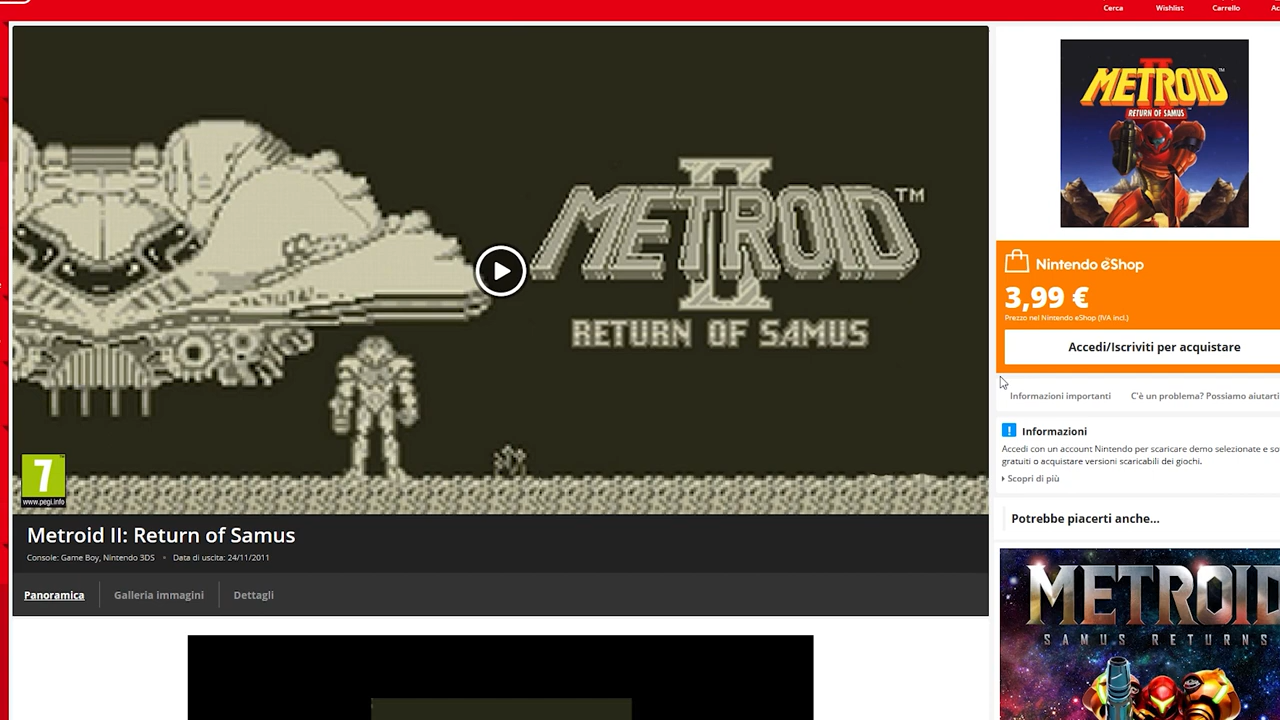 Cerca
Wishlist
Carrello
METROID™
II
RETURN OF SAMUS
7
www.pegi.info
Metroid II: Return of Samus
Console: Game Boy, Nintendo 3DS
Data di uscita: 24/11/2011
Panoramica
Galleria immagini
Dettagli
II
METROID™
RETURN OF SAMUS
Nintendo eShop
3,99 €
Prezzo nel Nintendo eShop (IVA incl.)
Accedi/Iscriviti per acquistare
Informazioni importanti
C'è un problema? Possiamo aiutarti
! Informazioni
Accedi con un account Nintendo per scaricare demo selezionate e so
gratuiti o acquistare versioni scaricabili dei giochi.
Scopri di più
Potrebbe piacerti anche...
METROID
SAMUS RETURNS